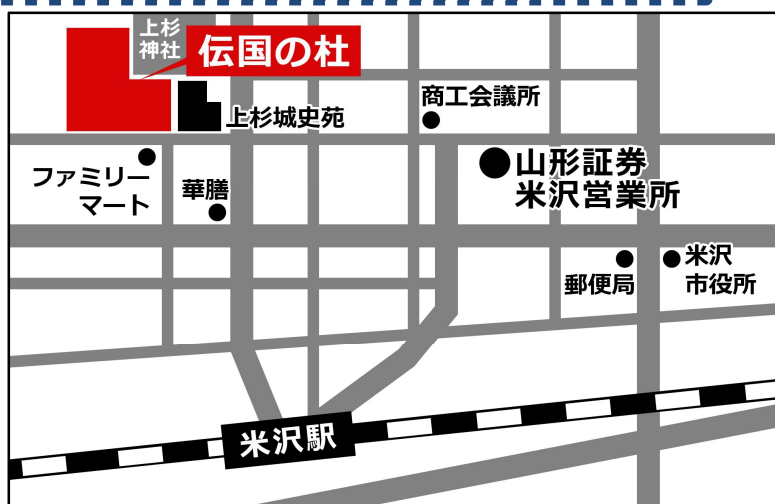 上杉
神社
伝国の杜
上杉城史苑
商工会議所
ファミリー
マート
華膳
山形証券
米沢営業所
郵便局
米沢
市役所
米沢駅